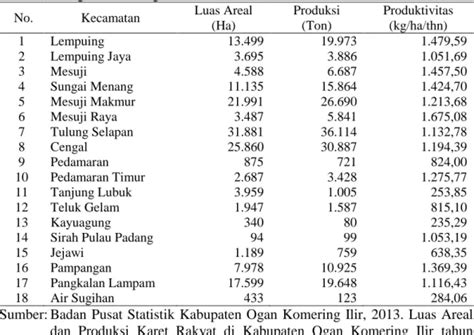 No. Kecamatan Luas Areal (Ha) Produksi (Ton) Produktivitas (kg/ha/thn)
1 Lempuing 13.499 19.973 1.479,59
2 Lempuing Jaya 3.695 3.886 1.051,69
3 Mesuji 4.588 6.687 1.457,50
4 Sungai Menang 11.135 15.864 1.424,70
5 Mesuji Makmur 21.991 26.690 1.213,68
6 Mesuji Raya 3.487 5.841 1.675,08
7 Tulung Selapan 31.881 36.114 1.132,78
8 Cengal 25.860 30.887 1.194,39
9 Pedamaran 875 721 824,00
10 Pedamaran Timur 2.687 3.428 1.275,77
11 Tanjung Lubuk 3.959 1.005 253,85
12 Teluk Gelam 1.947 1.587 815,10
13 Kayuagung 340 80 235,29
14 Sirah Pulau Padang 94 99 1.053,19
15 Jejawi 1.189 759 638,35
16 Pampangan 7.978 10.925 1.369,39
17 Pangkalan Lampam 17.599 19.648 1.116,43
18 Air Sugihan 433 123 284,06
Sumber: Badan Pusat Statistik Kabupaten Ogan Komering Ilir, 2013. Luas Areal
dan Produksi Karet Rakyat di Kabupaten Ogan Komering Ilir tahun